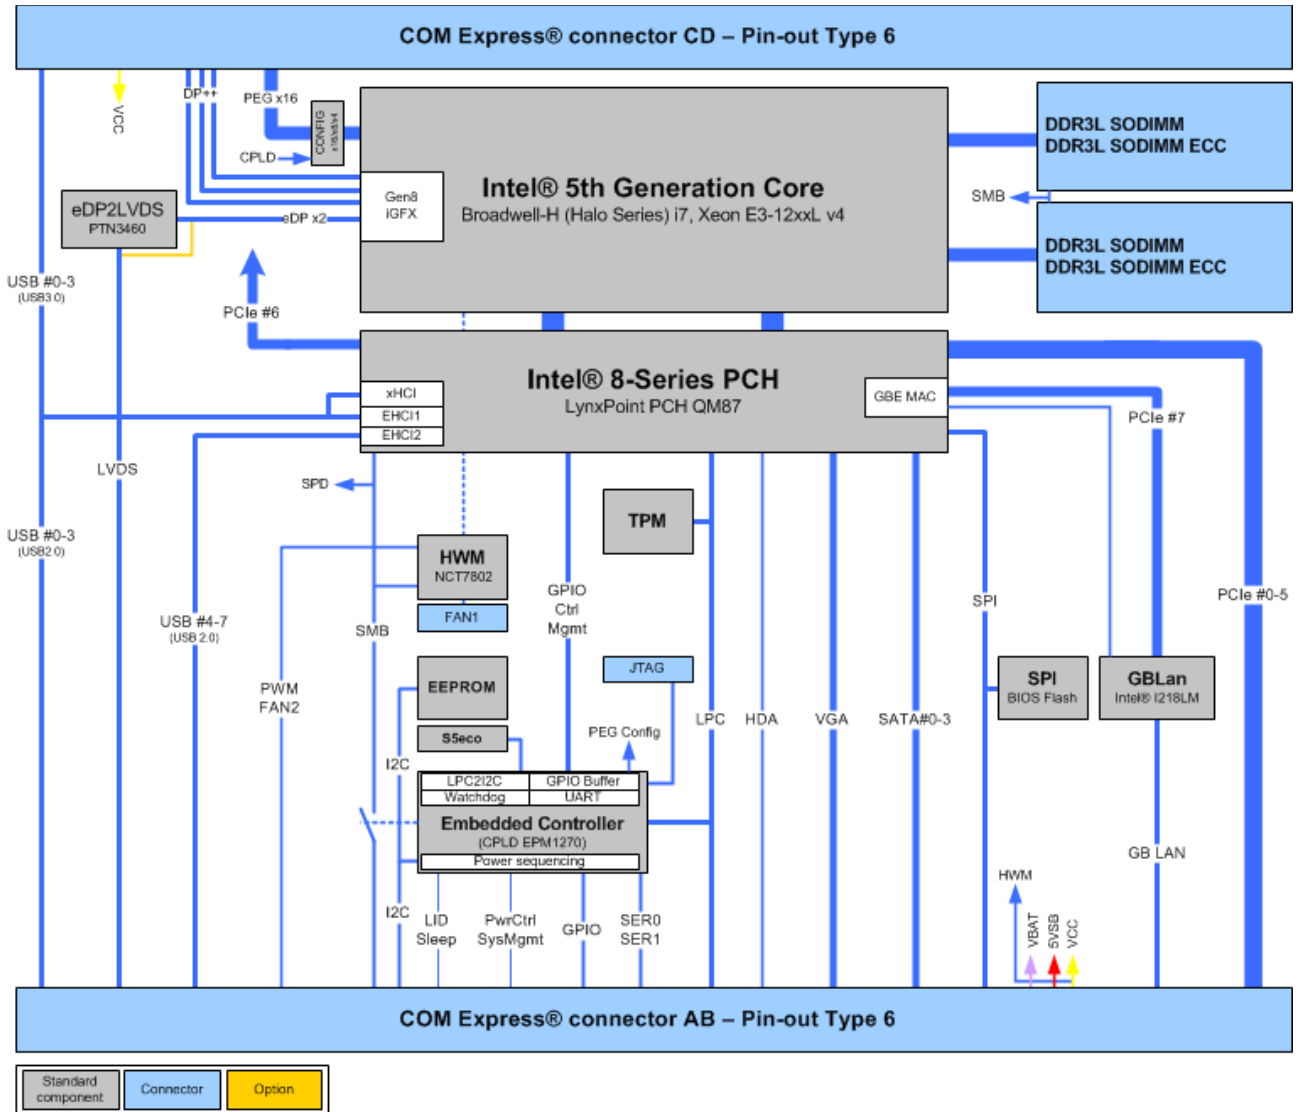 COM Express® connector CD – Pin-out Type 6
VCC
DP++
PEG x16
CONFIG
x16/x8/x4
CPLD
Intel® 5th Generation Core
Broadwell-H (Halo Series) i7, Xeon E3-12xxL v4
Gen8
iGFX
DDR3L SODIMM
DDR3L SODIMM ECC
SMB
DDR3L SODIMM
DDR3L SODIMM ECC
eDP2LVDS
PTN3460
eDP x2
USB #0-3
(USB3.0)
PCIe #6
Intel® 8-Series PCH
LynxPoint PCH QM87
xHCI
EHCI1
EHCI2
GBE MAC
PCIe #7
LVDS
SPD
USB #0-3
(USB2.0)
TPM
HWM
NCT7802
FAN1
GPIO
Ctrl
Mgmt
SPI
PCIe #0-5
USB #4-7
(USB 2.0)
SMB
JTAG
EEPROM
SPI
BIOS Flash
GBLan
Intel® I218LM
PWM
FAN2
S5eco
PEG Config
LPC
HDA
VGA
SATA#0-3
I2C
LPC2I2C
GPIO Buffer
Watchdog
UART
Embedded Controller
(CPLD EPM1270)
Power sequencing
GB LAN
HWM
I2C
LID
Sleep
PwrCtrl
SysMgmt
GPIO
SER0
SER1
VBAT
5VSB
VCC
COM Express® connector AB – Pin-out Type 6
Standard
component
Connector
Option